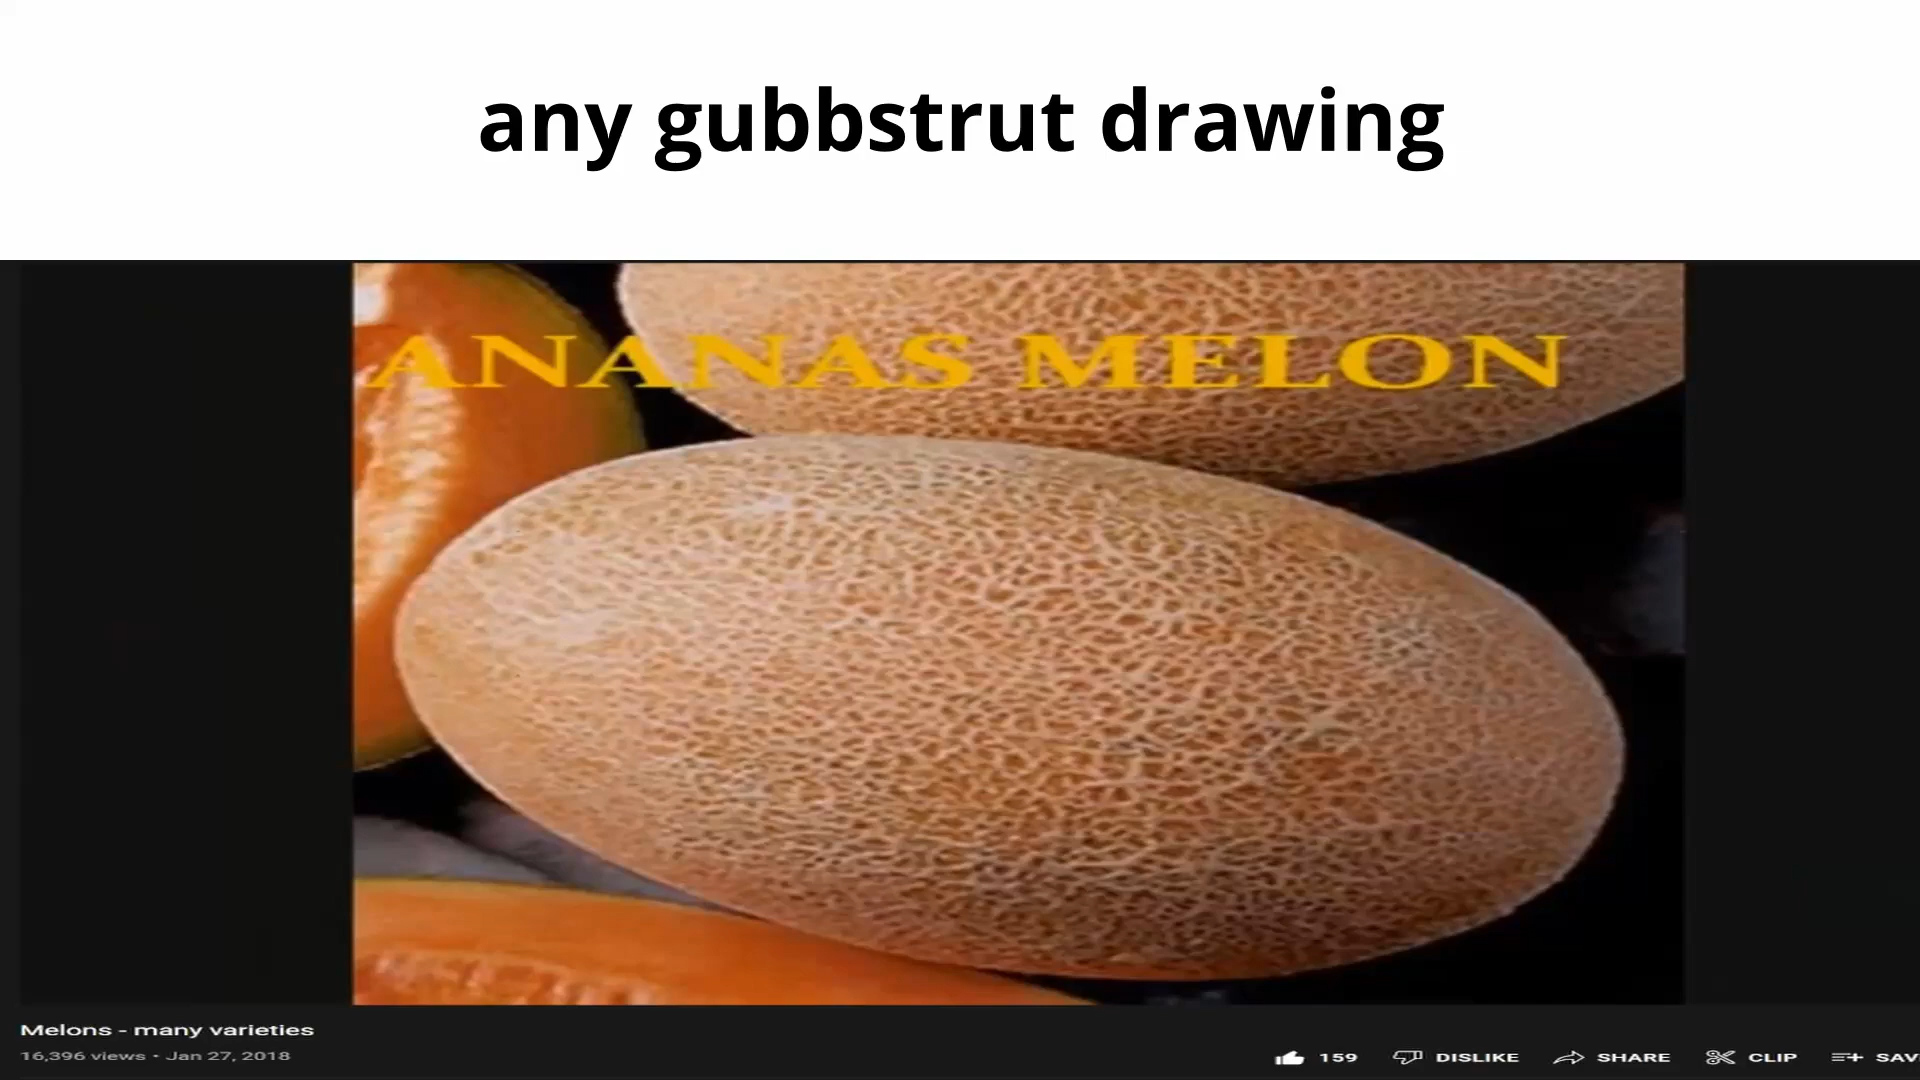 any gubbstrut drawing
ANANAS MELON
Melons - many varieties
16,396 views • Jan 27, 2018
159 DISLIKE SHARE CLIP SAV